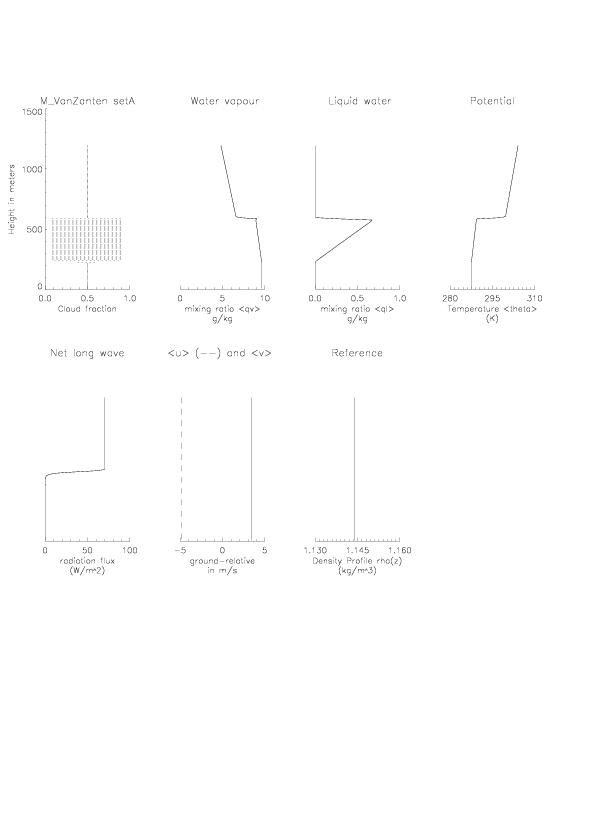 M_VanZanten setA Water vapour Liquid water Potential
1500
1000
Height in meters
500
0
0.0 0.5 1.0 0 5 10 0.0 0.5 1.0 280 295 310
Cloud fraction mixing ratio <qv> mixing ratio <ql> Temperature <theta>
g/kg g/kg (K)
Net long wave <u> (--) and <v> Reference
0 50 100 -5 0 5 1.130 1.145 1.160
radiation flux ground-relative Density Profile rho(z)
(W/m^2) in m/s (kg/m^3)